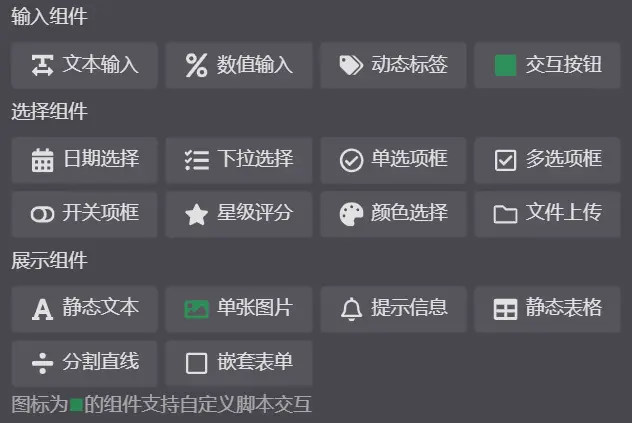 输入组件
文本输入 数值输入 动态标签 交互按钮
选择组件
日期选择 下拉选择 单选项框 多选项框
开关项框 星级评分 颜色选择 文件上传
展示组件
静态文本 单张图片 提示信息 静态表格
分割直线 嵌套表单
图标为的组件支持自定义脚本交互